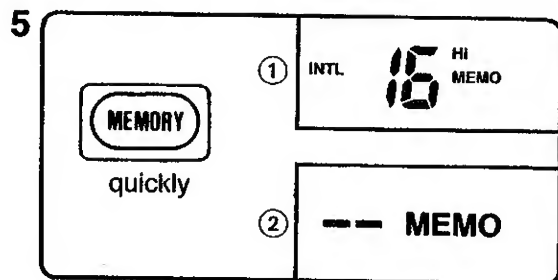 5
MEMORY
quickly
① INTL 16 Hi
MEMO
② -- MEMO